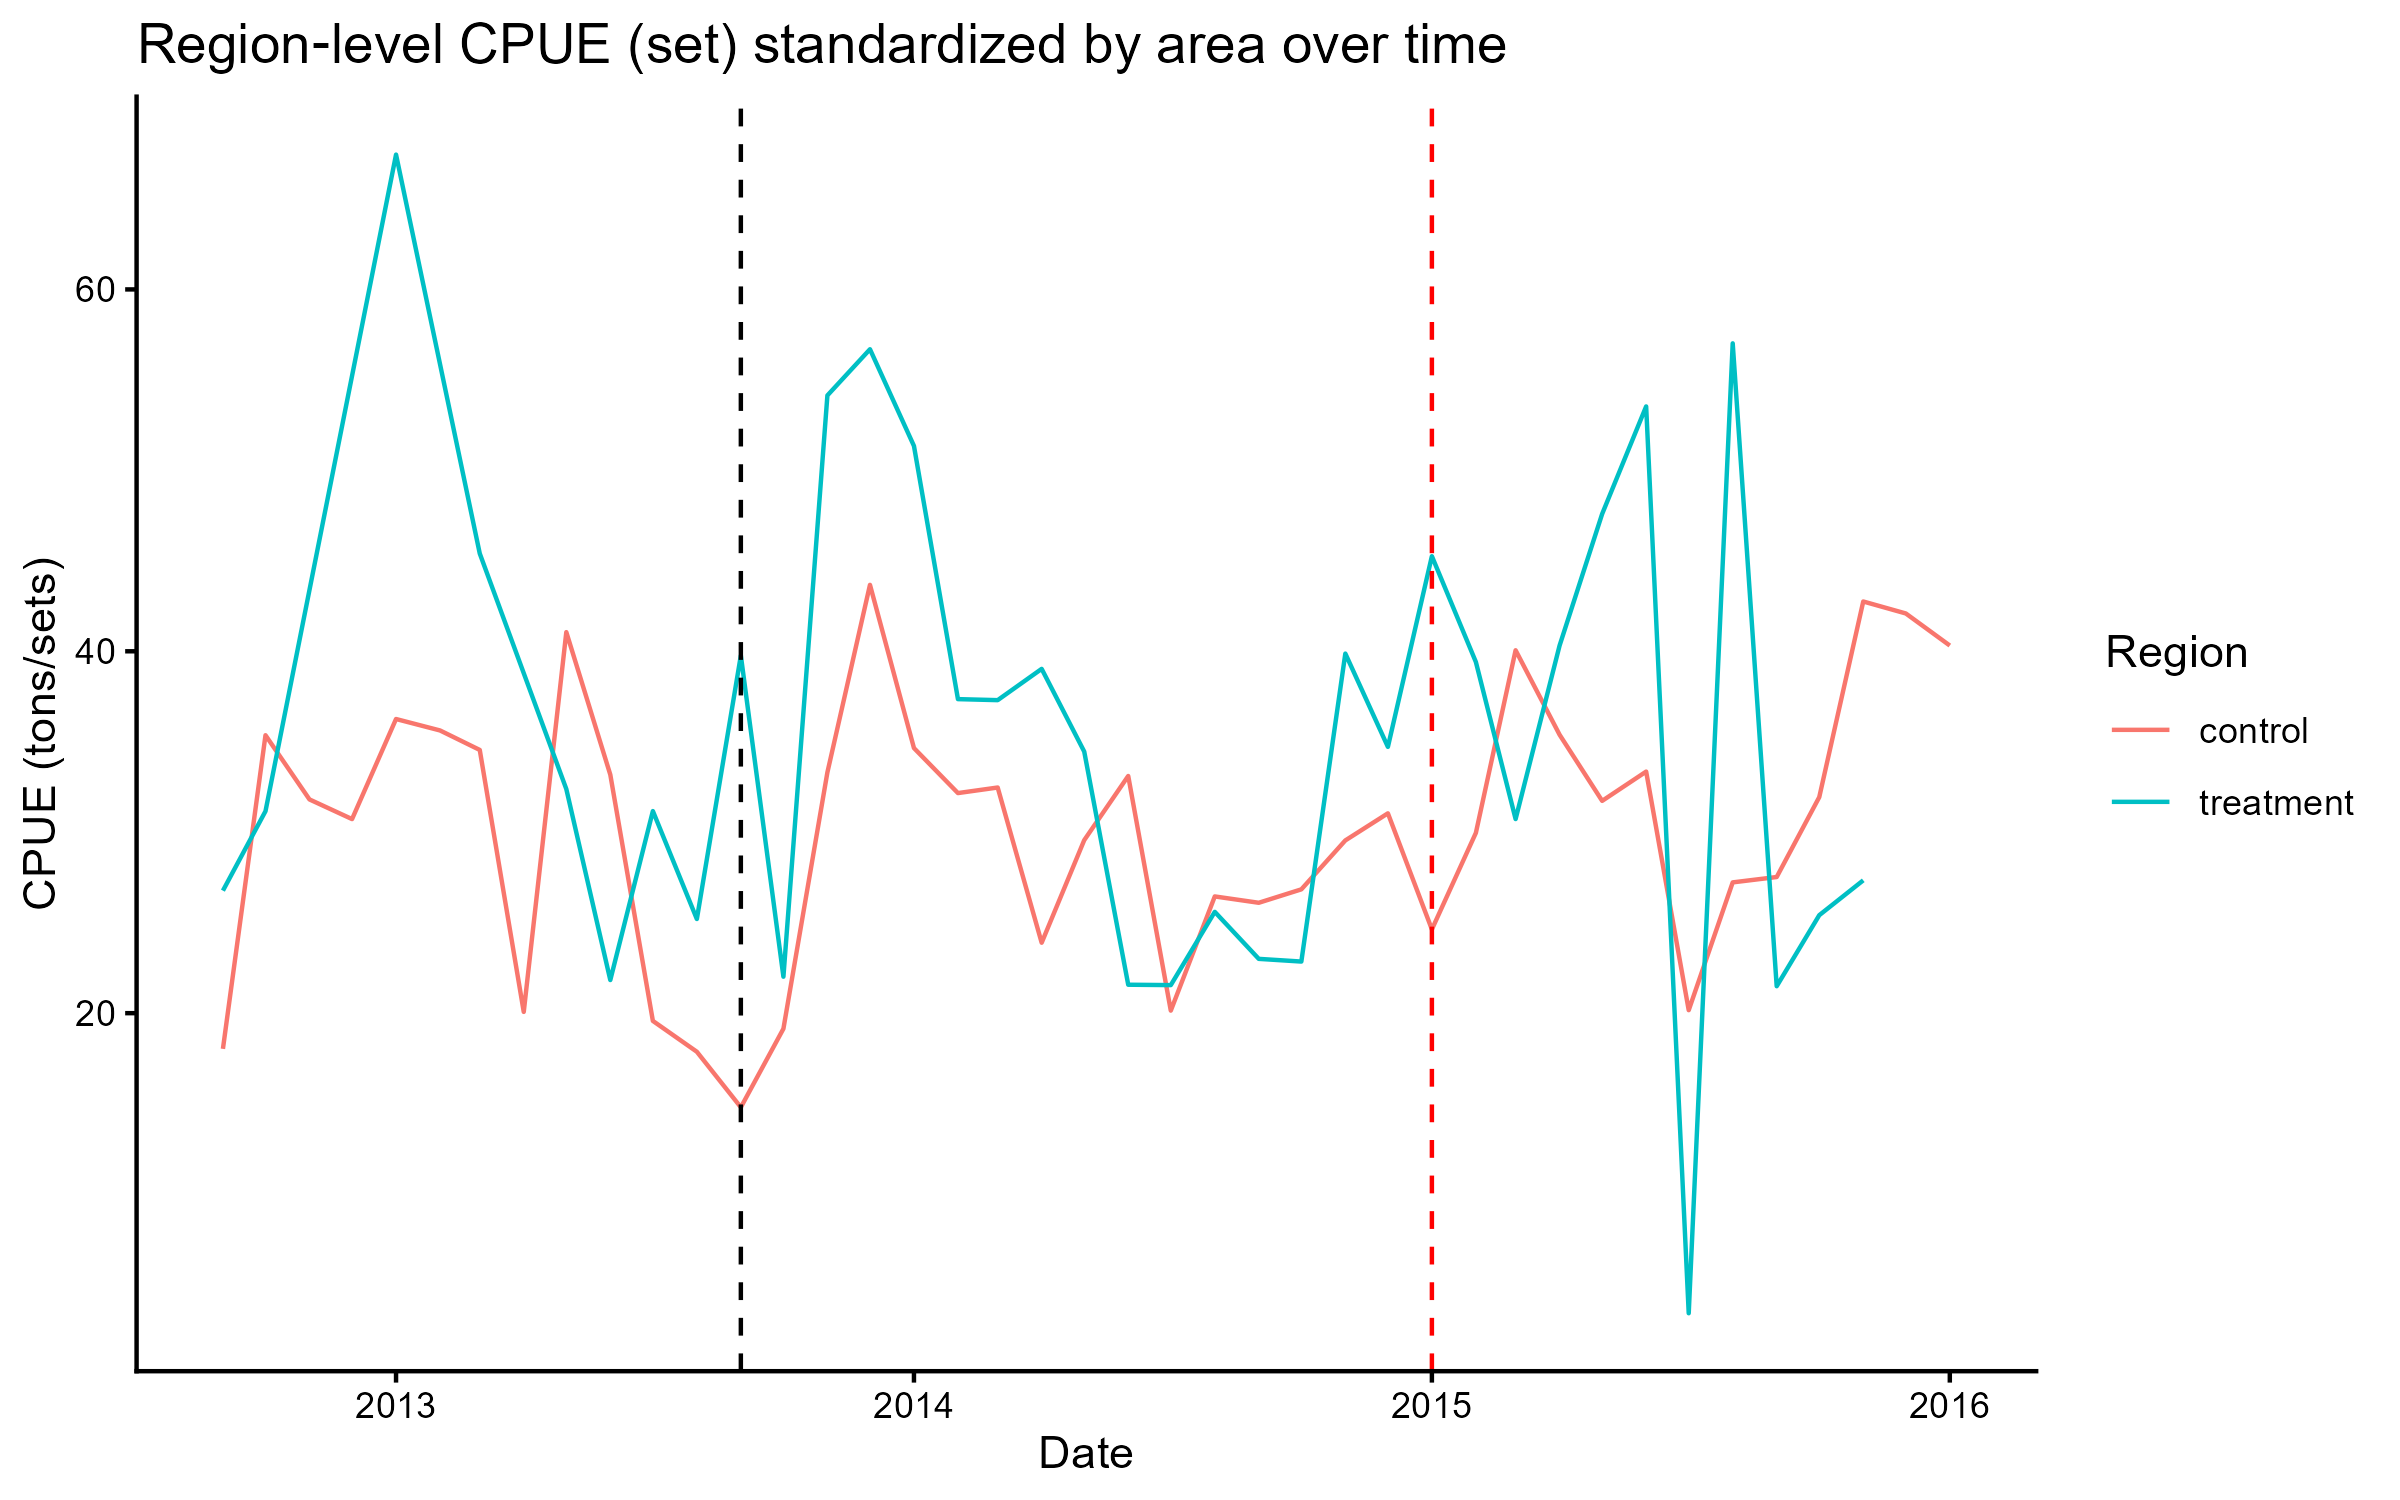 Region-level CPUE (set) standardized by area over time
60
40
20
CPUE (tons/sets)
2013
2014
2015
2016
Date
Region
control
treatment